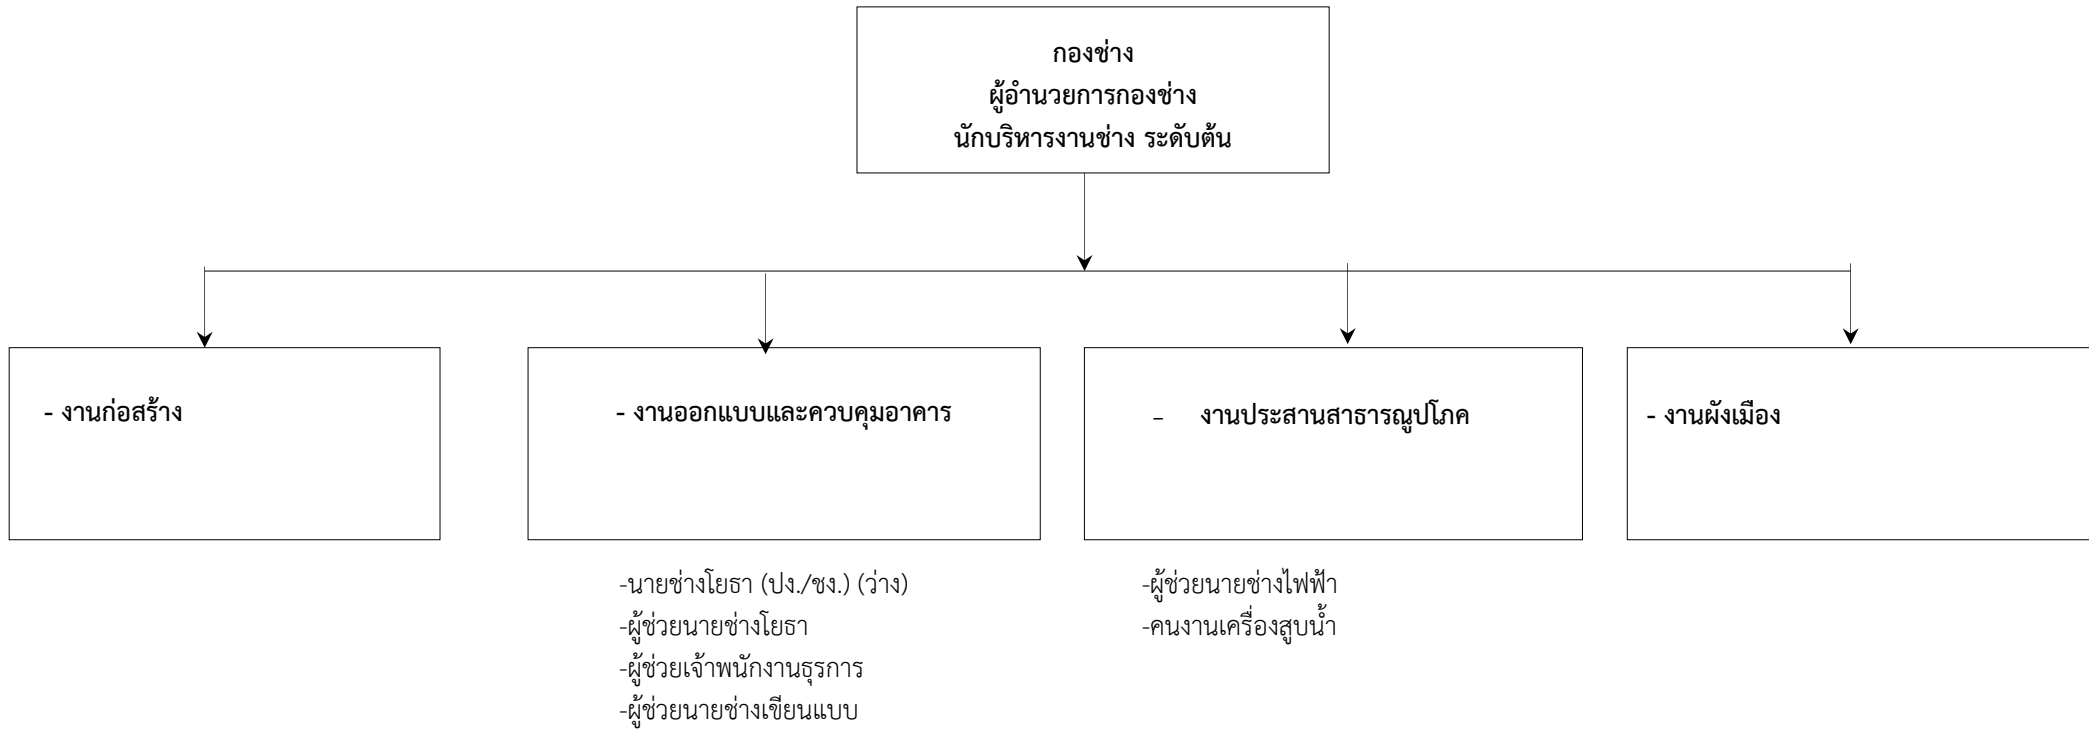 กองช่าง
ผู้อำนวยการกองช่าง
นักบริหารงานช่าง ระดับต้น
- งานก่อสร้าง
- งานออกแบบและควบคุมอาคาร
- งานประสานสาธารณูปโภค
- งานผังเมือง
-นายช่างโยธา (ปง./ชง.) (ว่าง)
-ผู้ช่วยนายช่างโยธา
-ผู้ช่วยเจ้าพนักงานธุรการ
-ผู้ช่วยนายช่างเขียนแบบ
-ผู้ช่วยนายช่างไฟฟ้า
-คนงานเครื่องสูบน้ำ